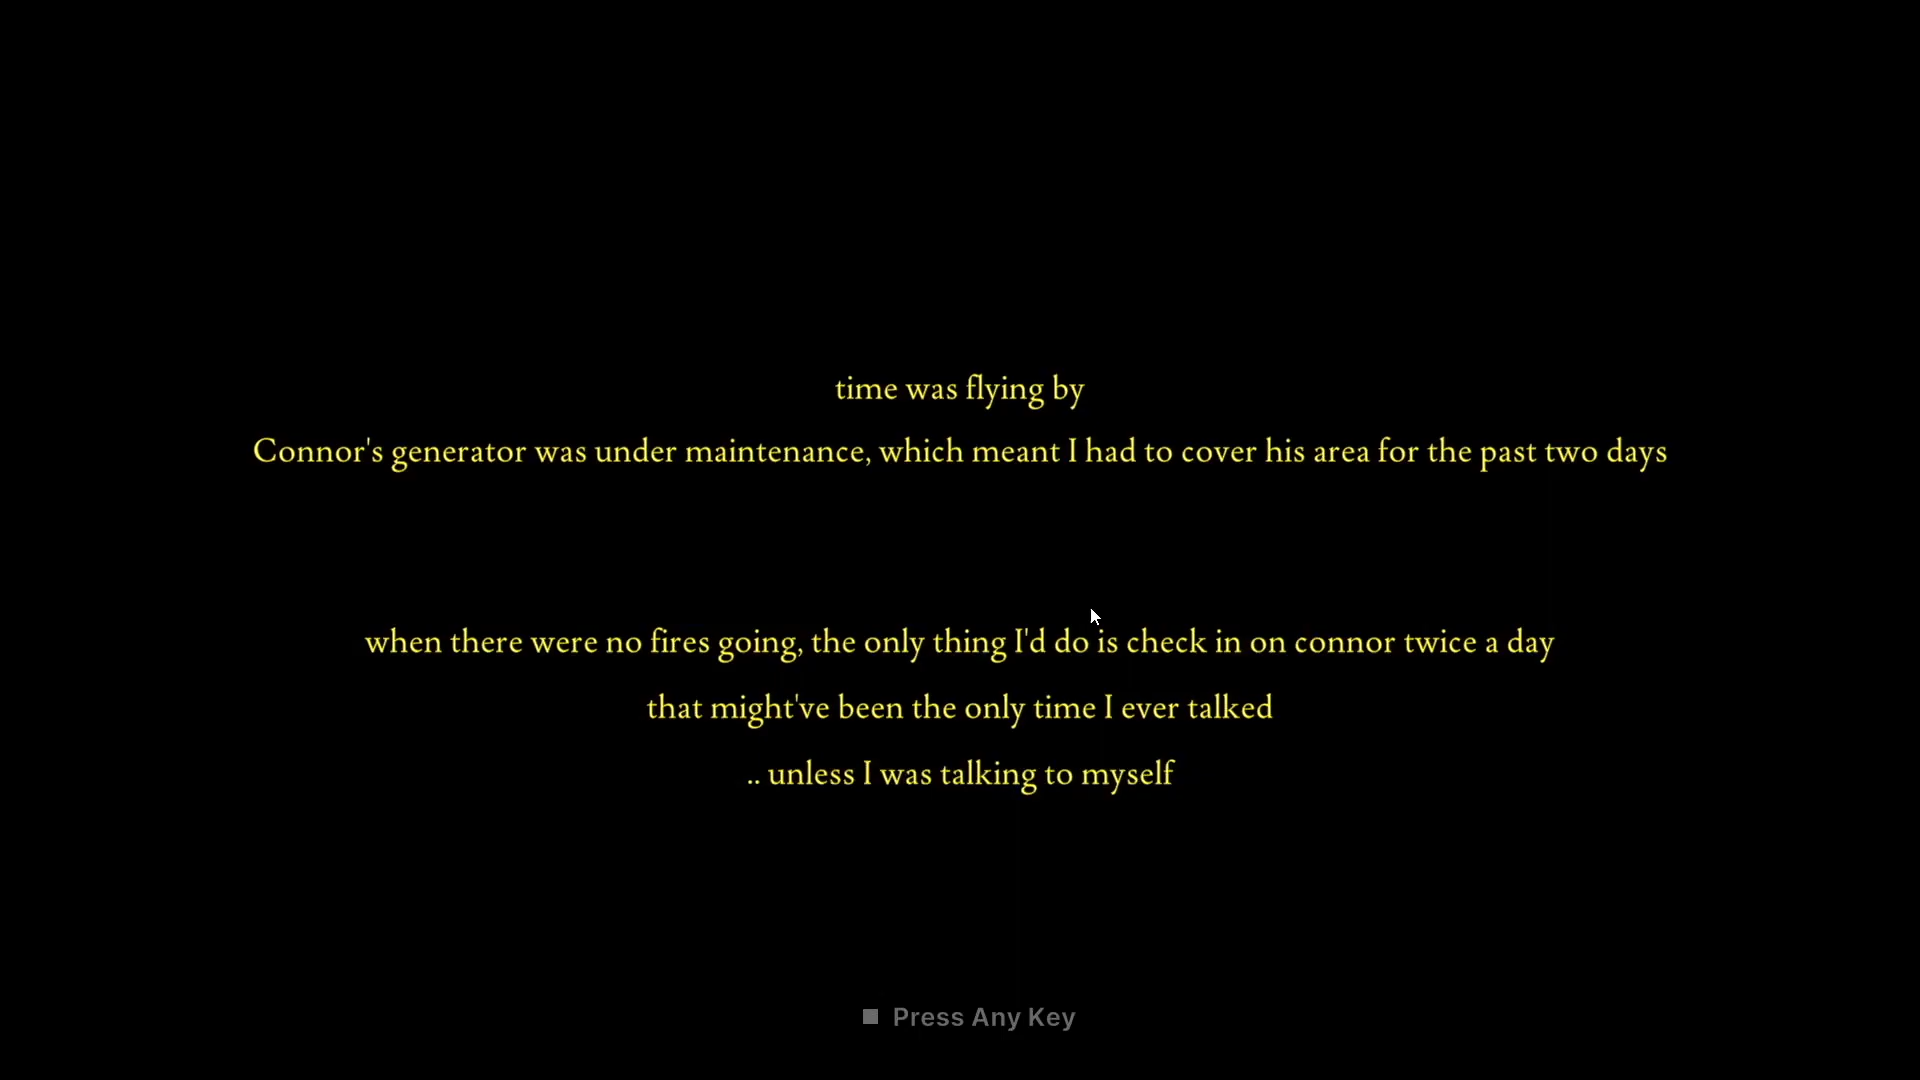 time was flying by
Connor's generator was under maintenance, which meant I had to cover his area for the past two days
when there were no fires going, the only thing I'd do is check in on connor twice a day
that might've been the only time I ever talked
.. unless I was talking to myself
Press Any Key